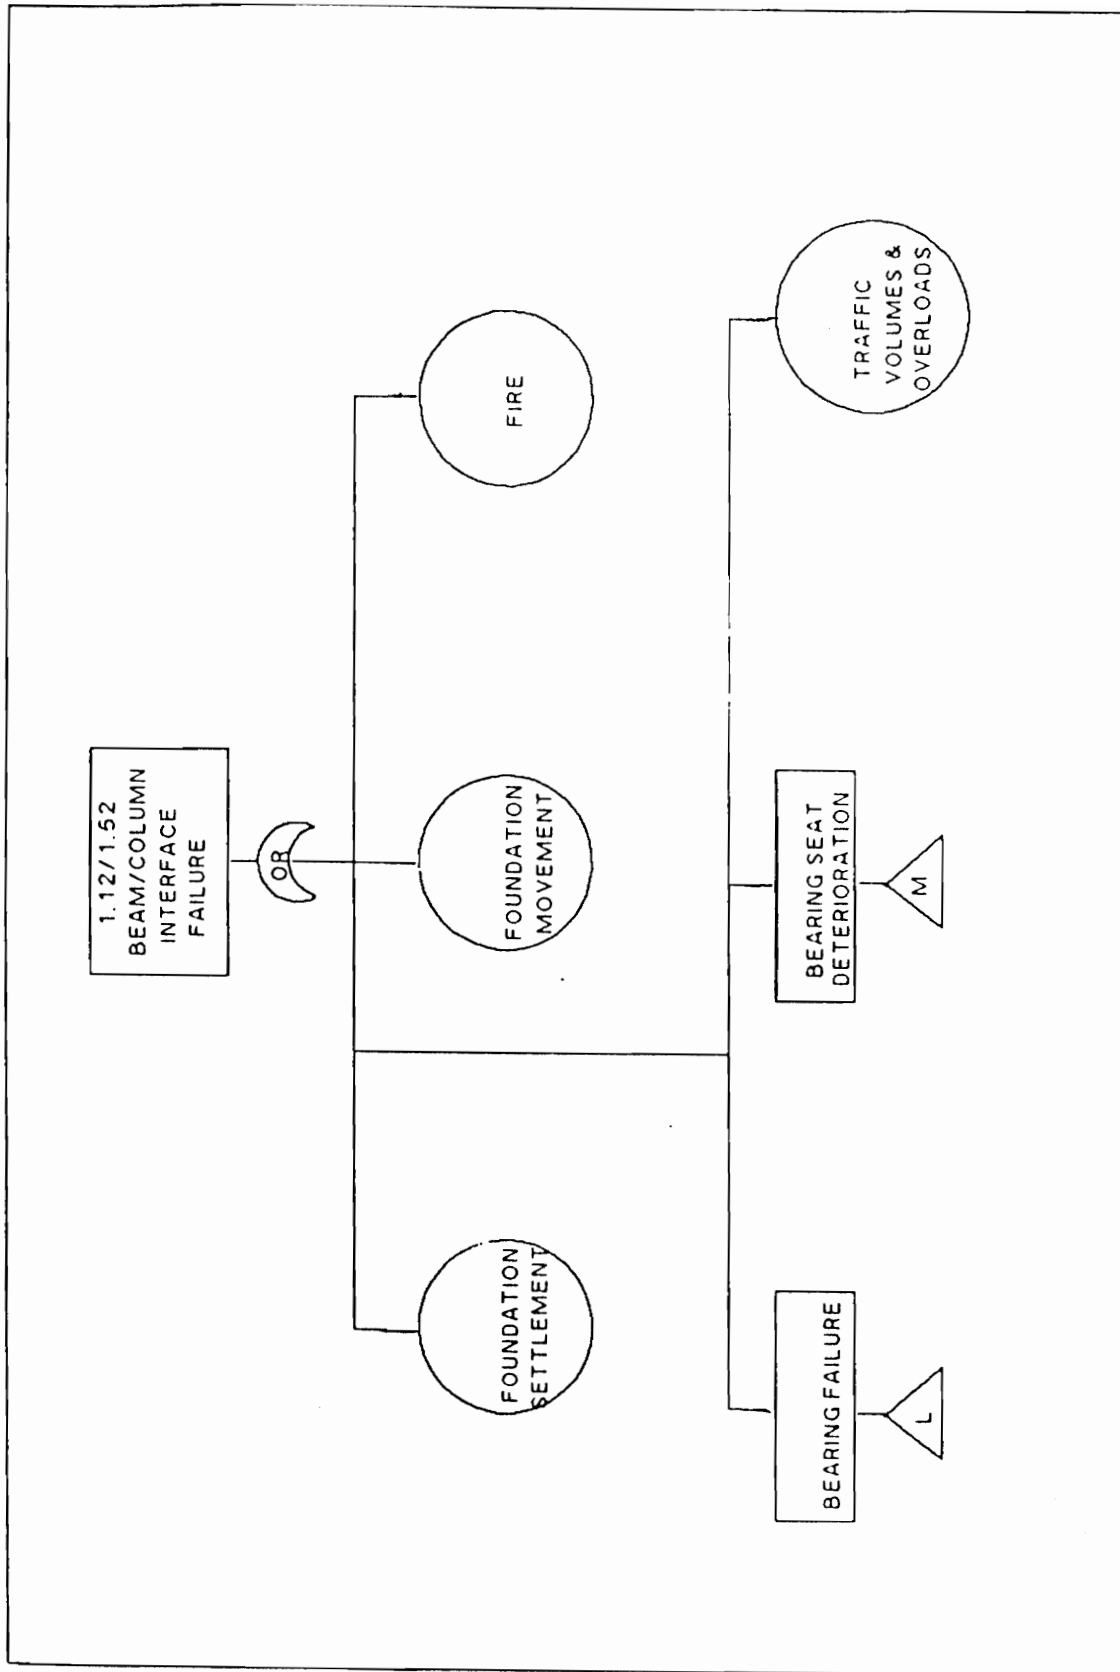 1.12/1.52
BEAM/COLUMN
INTERFACE
FAILURE
OR
FOUNDATION
SETTLEMENT
FOUNDATION
MOVEMENT
FIRE
BEARING FAILURE
L
BEARING SEAT
DETERIORATION
M
TRAFFIC
VOLUMES &
OVERLOADS